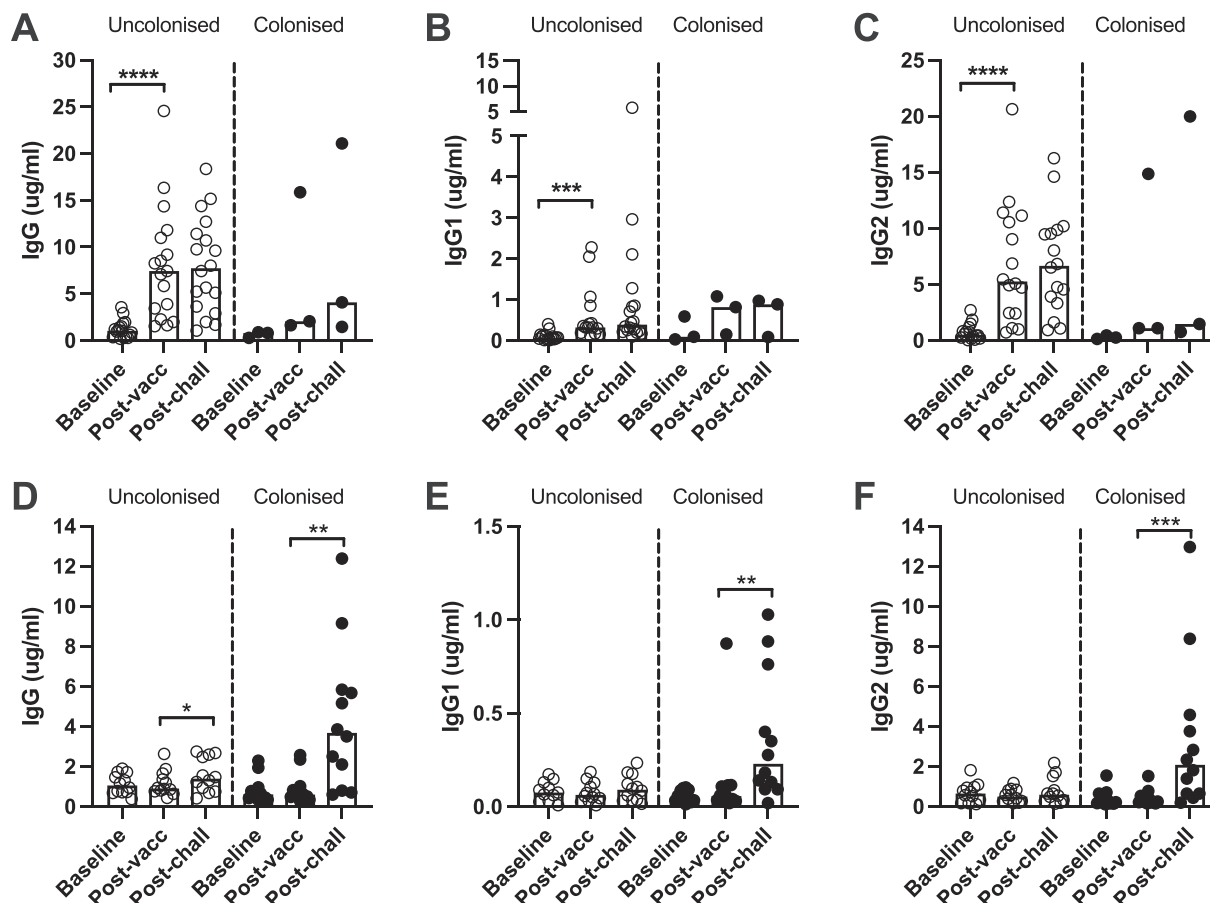 A
Uncolonised Colonised
IgG (ug/ml)
30
25
20
15
10
5
0
****
Baseline Post-vacc Post-chall Baseline Post-vacc Post-chall
B
Uncolonised Colonised
IgG1 (ug/ml)
15
10
5
5
4
3
2
1
0
***
Baseline Post-vacc Post-chall Baseline Post-vacc Post-chall
C
Uncolonised Colonised
IgG2 (ug/ml)
25
20
15
10
5
0
****
Baseline Post-vacc Post-chall Baseline Post-vacc Post-chall
D
Uncolonised Colonised
IgG (ug/ml)
14
12
10
8
6
4
2
0
*
**
Baseline Post-vacc Post-chall Baseline Post-vacc Post-chall
E
Uncolonised Colonised
IgG1 (ug/ml)
1.5
1.0
0.5
0.0
**
Baseline Post-vacc Post-chall Baseline Post-vacc Post-chall
F
Uncolonised Colonised
IgG2 (ug/ml)
14
12
10
8
6
4
2
0
***
Baseline Post-vacc Post-chall Baseline Post-vacc Post-chall